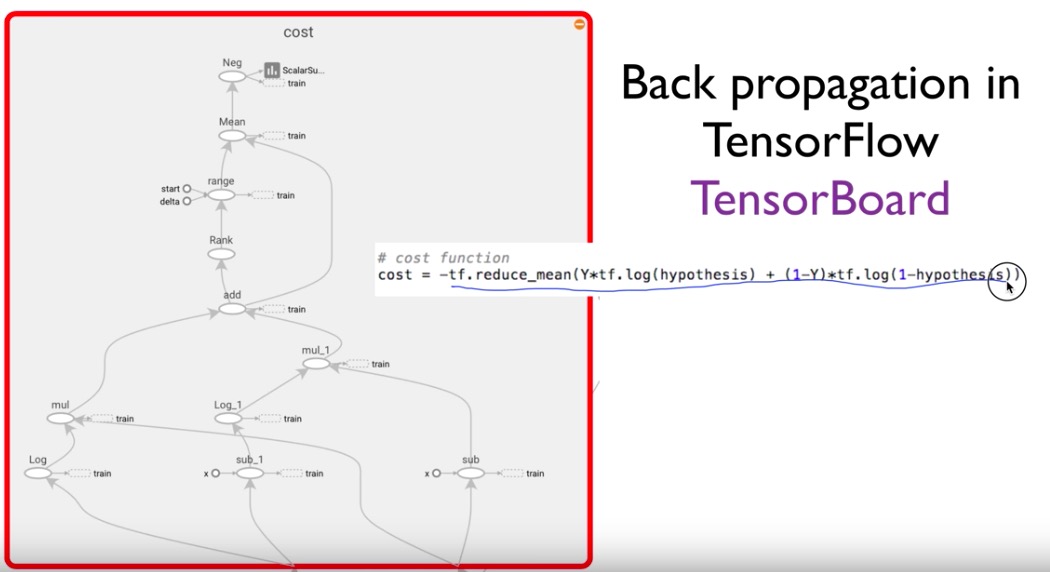 cost
Neg
ScalarSu...
train
Mean
train
range
start
delta
train
Rank
add
train
mul_1
train
mul
train
Log_1
train
Log
train
x
sub_1
train
x
sub
train
Back propagation in
TensorFlow
TensorBoard
# cost function
cost = -tf.reduce_mean(Y*tf.log(hypothesis) + (1-Y)*tf.log(1-hypothesis))